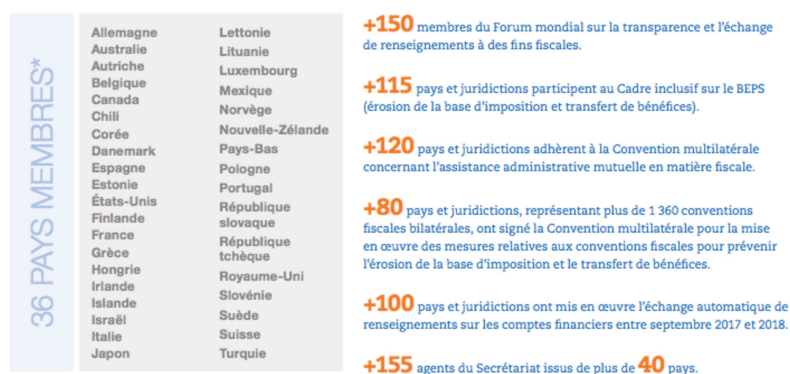 36 PAYS MEMBRES*
Allemagne
Australie
Autriche
Belgique
Canada
Chili
Corée
Danemark
Espagne
Estonie
États-Unis
Finlande
France
Grèce
Hongrie
Irlande
Islande
Israël
Italie
Japon
Lettonie
Lituanie
Luxembourg
Mexique
Norvège
Nouvelle-Zélande
Pays-Bas
Pologne
Portugal
République
slovaque
République
tchèque
Royaume-Uni
Slovénie
Suède
Suisse
Turquie
+150 membres du Forum mondial sur la transparence et l’échange
de renseignements à des fins fiscales.
+115 pays et juridictions participent au Cadre inclusif sur le BEPS
(érosion de la base d’imposition et transfert de bénéfices).
+120 pays et juridictions adhèrent à la Convention multilatérale
concernant l’assistance administrative mutuelle en matière fiscale.
+80 pays et juridictions, représentant plus de 1 360 conventions
fiscales bilatérales, ont signé la Convention multilatérale pour la mise
en œuvre des mesures relatives aux conventions fiscales pour prévenir
l’érosion de la base d’imposition et le transfert de bénéfices.
+100 pays et juridictions ont mis en œuvre l’échange automatique de
renseignements sur les comptes financiers entre septembre 2017 et 2018.
+155 agents du Secrétariat issus de plus de 40 pays.